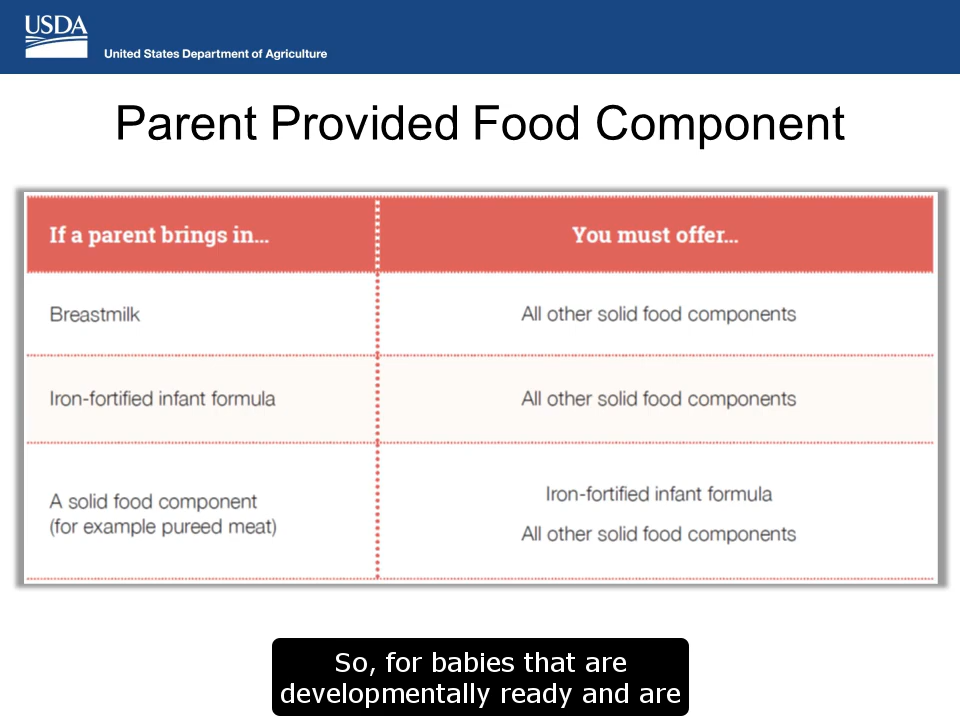 USDA
United States Department of Agriculture
Parent Provided Food Component
If a parent brings in...
You must offer...
Breastmilk
All other solid food components
Iron-fortified infant formula
All other solid food components
A solid food component
(for example pureed meat)
Iron-fortified infant formula
All other solid food components
So, for babies that are
developmentally ready and are